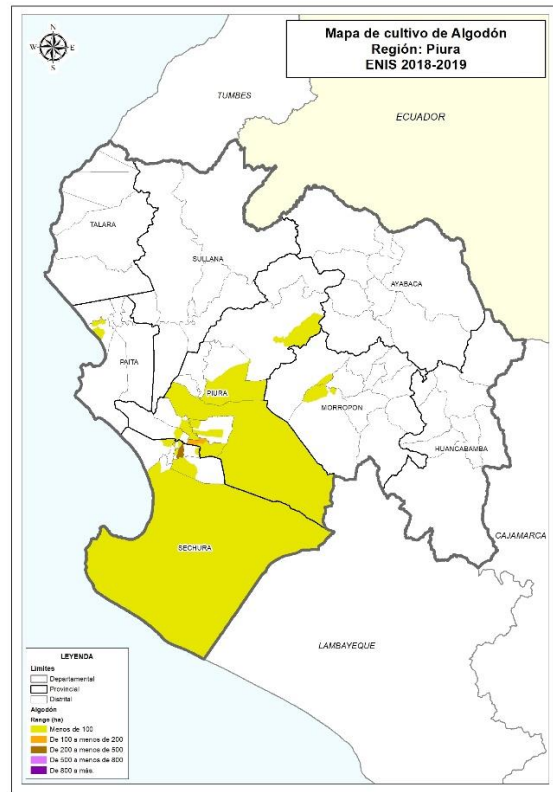 Mapa de cultivo de Algodón
Región: Piura
ENIS 2018-2019
N
W
E
S
TUMBES
ECUADOR
TALARA
SULLANA
AYABACA
PAITA
PIURA
MORROPON
HUANCABAMBA
SECHURA
CAJAMARCA
LAMBAYEQUE
LEYENDA
Límites
Departamental
Provincial
Distrital
Algodón
Rango (ha)
Menos de 100
De 100 a menos de 200
De 200 a menos de 500
De 500 a menos de 800
De 800 a más.